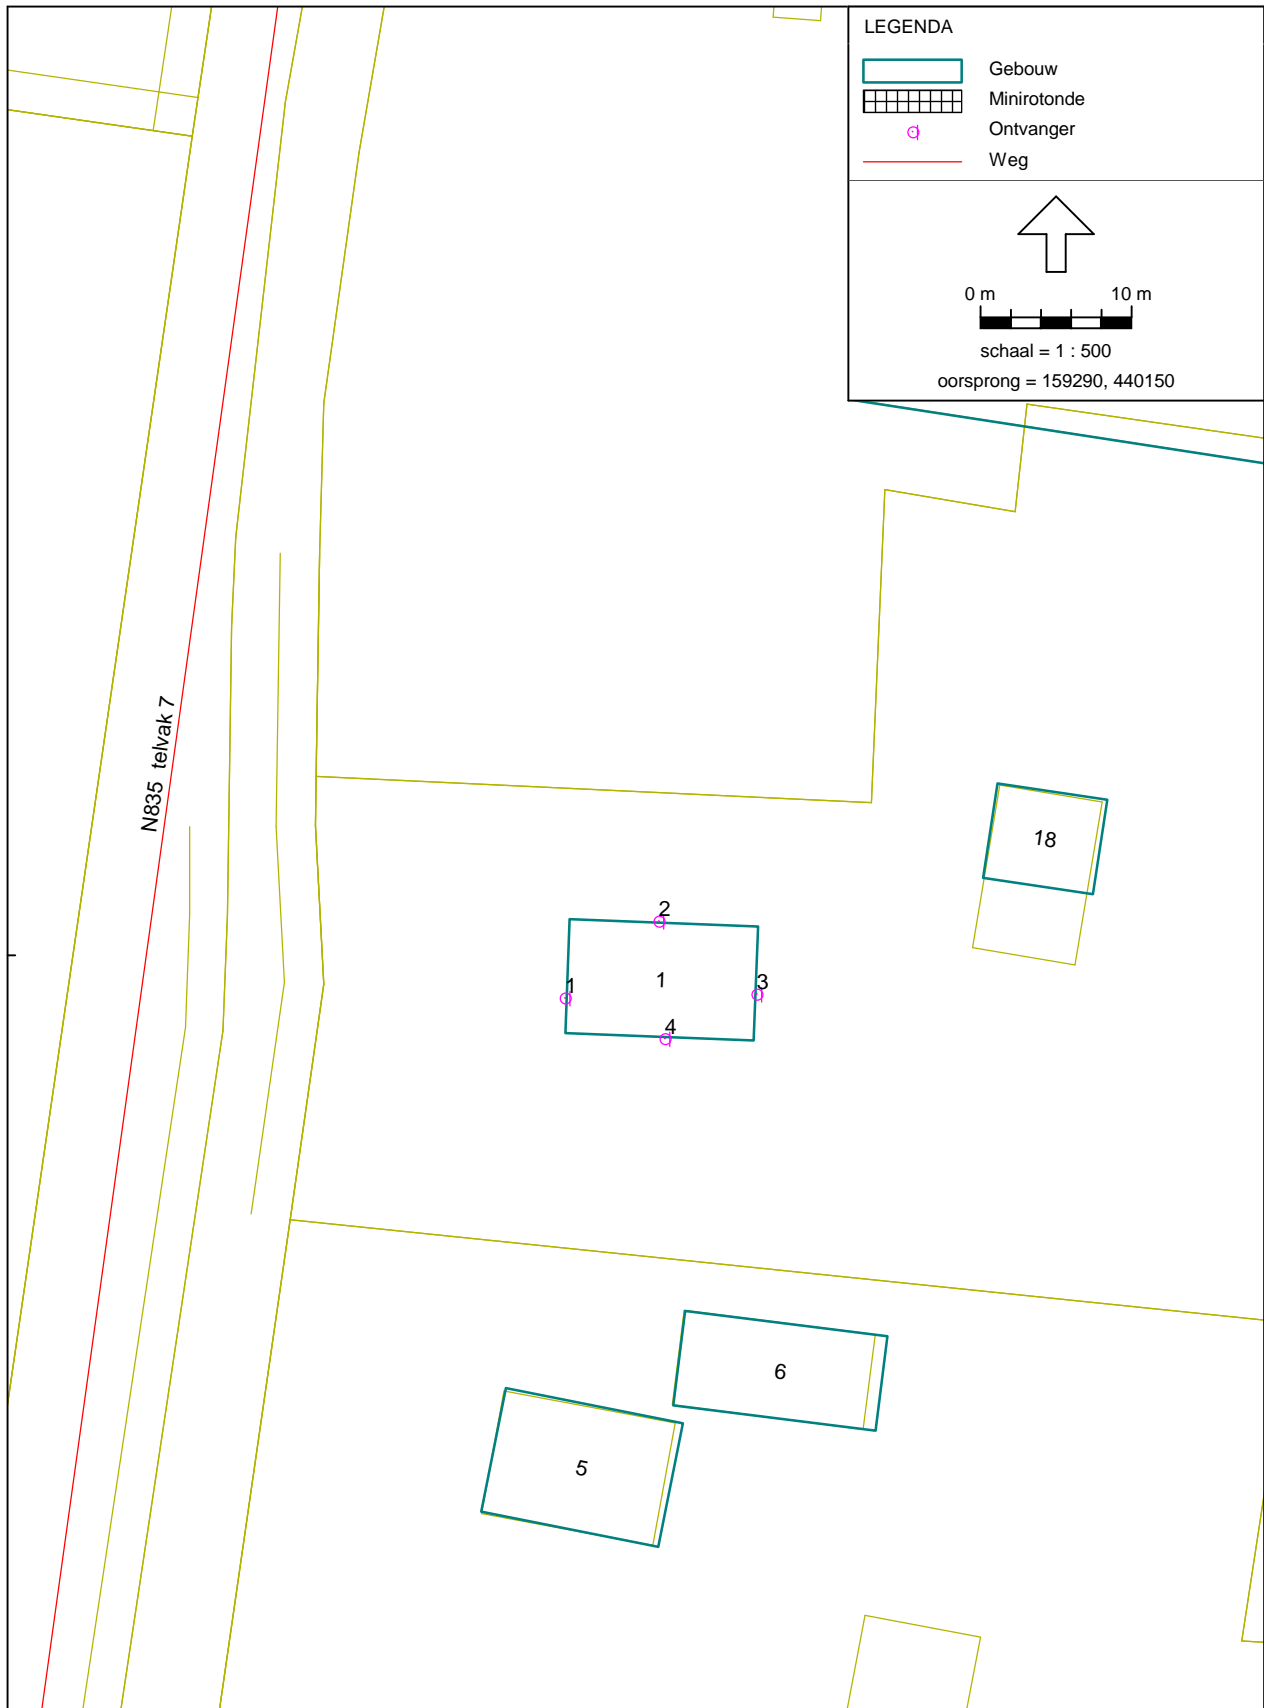 LEGENDA
Gebouw
Minirotonde
Ontvanger
Weg
0 m 10 m
schaal = 1 : 500
oorsprong = 159290, 440150
N835 telvak 7
18
2
1
1
3
4
6
5